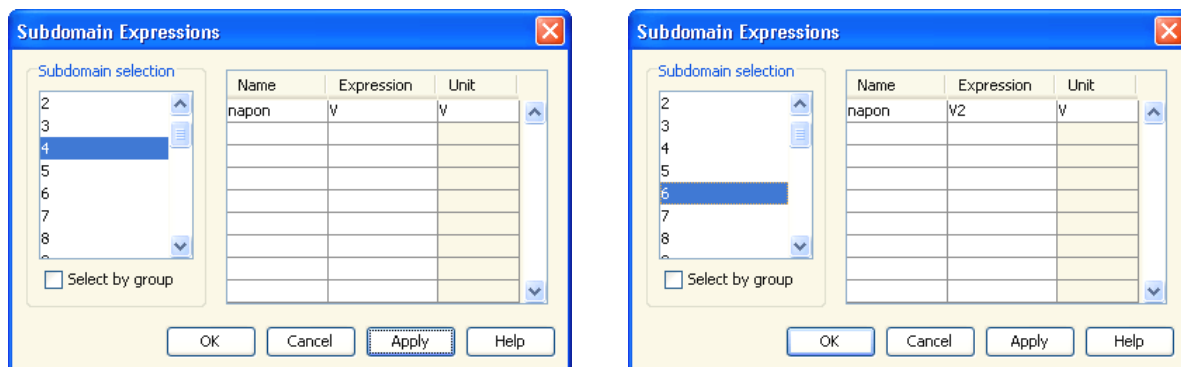 Subdomain Expressions
Subdomain selection
Name Expression Unit
2
napon V V
3
4
5
6
7
8
Select by group
OK Cancel Apply Help
Subdomain Expressions
Subdomain selection
Name Expression Unit
2
napon V2 V
3
4
5
6
7
8
Select by group
OK Cancel Apply Help